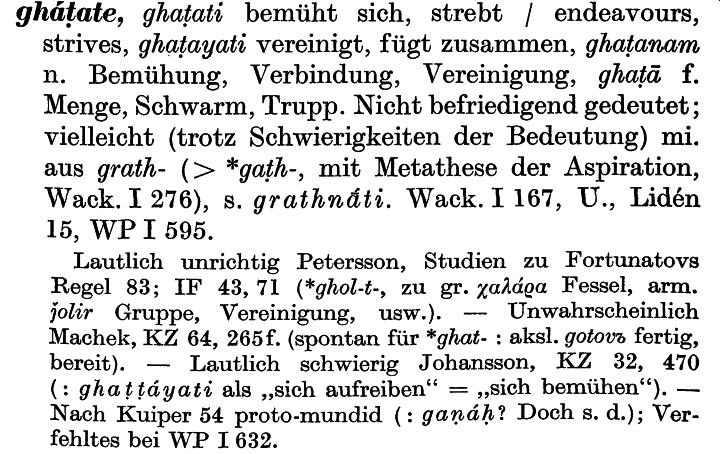 gháṭate, ghaṭati bemüht sich, strebt / endeavours,
strives, ghaṭayati vereinigt, fügt zusammen, ghaṭanam
n. Bemühung, Verbindung, Vereinigung, ghaṭā f.
Menge, Schwarm, Trupp. Nicht befriedigend gedeutet;
vielleicht (trotz Schwierigkeiten der Bedeutung) mi.
aus grath- (> *gaṭh-, mit Metathese der Aspiration,
Wack. I 276), s. grathnā́ti. Wack. I 167, U., Lidén
15, WP I 595.
Lautlich unrichtig Petersson, Studien zu Fortunatovs
Regel 83; IF 43, 71 (*ghol-t-, zu gr. χαλάρα Fessel, arm.
ǰolir Gruppe, Vereinigung, usw.). — Unwahrscheinlich
Machek, KZ 64, 265f. (spontan für *ghat- : aksl. gotovъ fertig,
bereit). — Lautlich schwierig Johansson, KZ 32, 470
(: ghaṭṭáyati als „sich aufreiben“ = „sich bemühen“). —
Nach Kuiper 54 proto-mundid (: gaṇáḥ? Doch s. d.); Ver-
fehltes bei WP I 632.